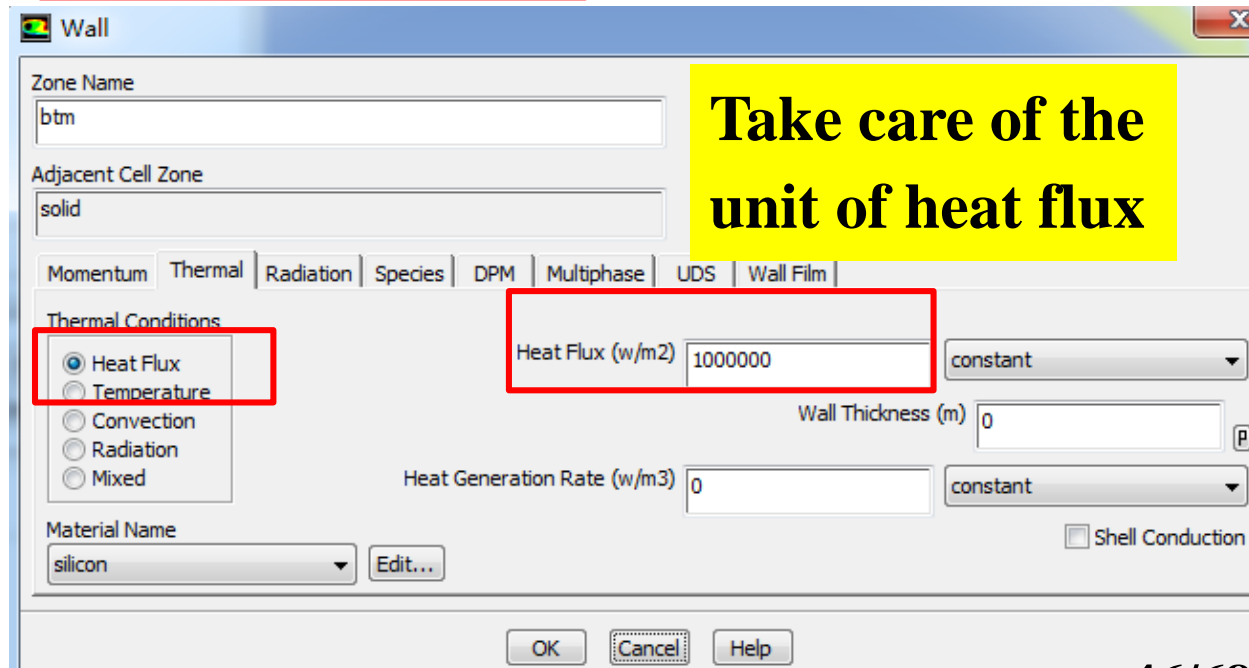 Wall
Zone Name
btm
Take care of the
unit of heat flux
Adjacent Cell Zone
solid
Momentum Thermal Radiation Species DPM Multiphase UDS Wall Film
Thermal Conditions
Heat Flux
Temperature
Convection
Radiation
Mixed
Heat Flux (w/m2) 1000000 constant
Wall Thickness (m) 0 P
Heat Generation Rate (w/m3) 0 constant
Material Name
silicon Edit...
Shell Conduction
OK Cancel Help